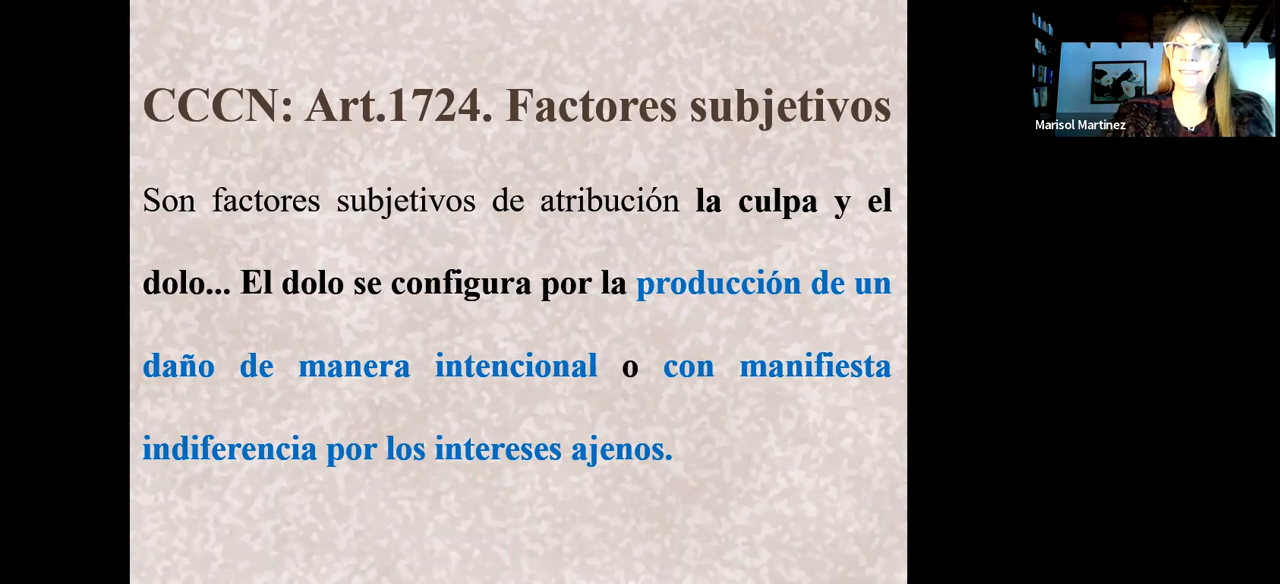 CCCN: Art.1724. Factores subjetivos
Son factores subjetivos de atribución la culpa y el
dolo... El dolo se configura por la producción de un
daño de manera intencional o con manifiesta
indiferencia por los intereses ajenos.
Marisol Martinez